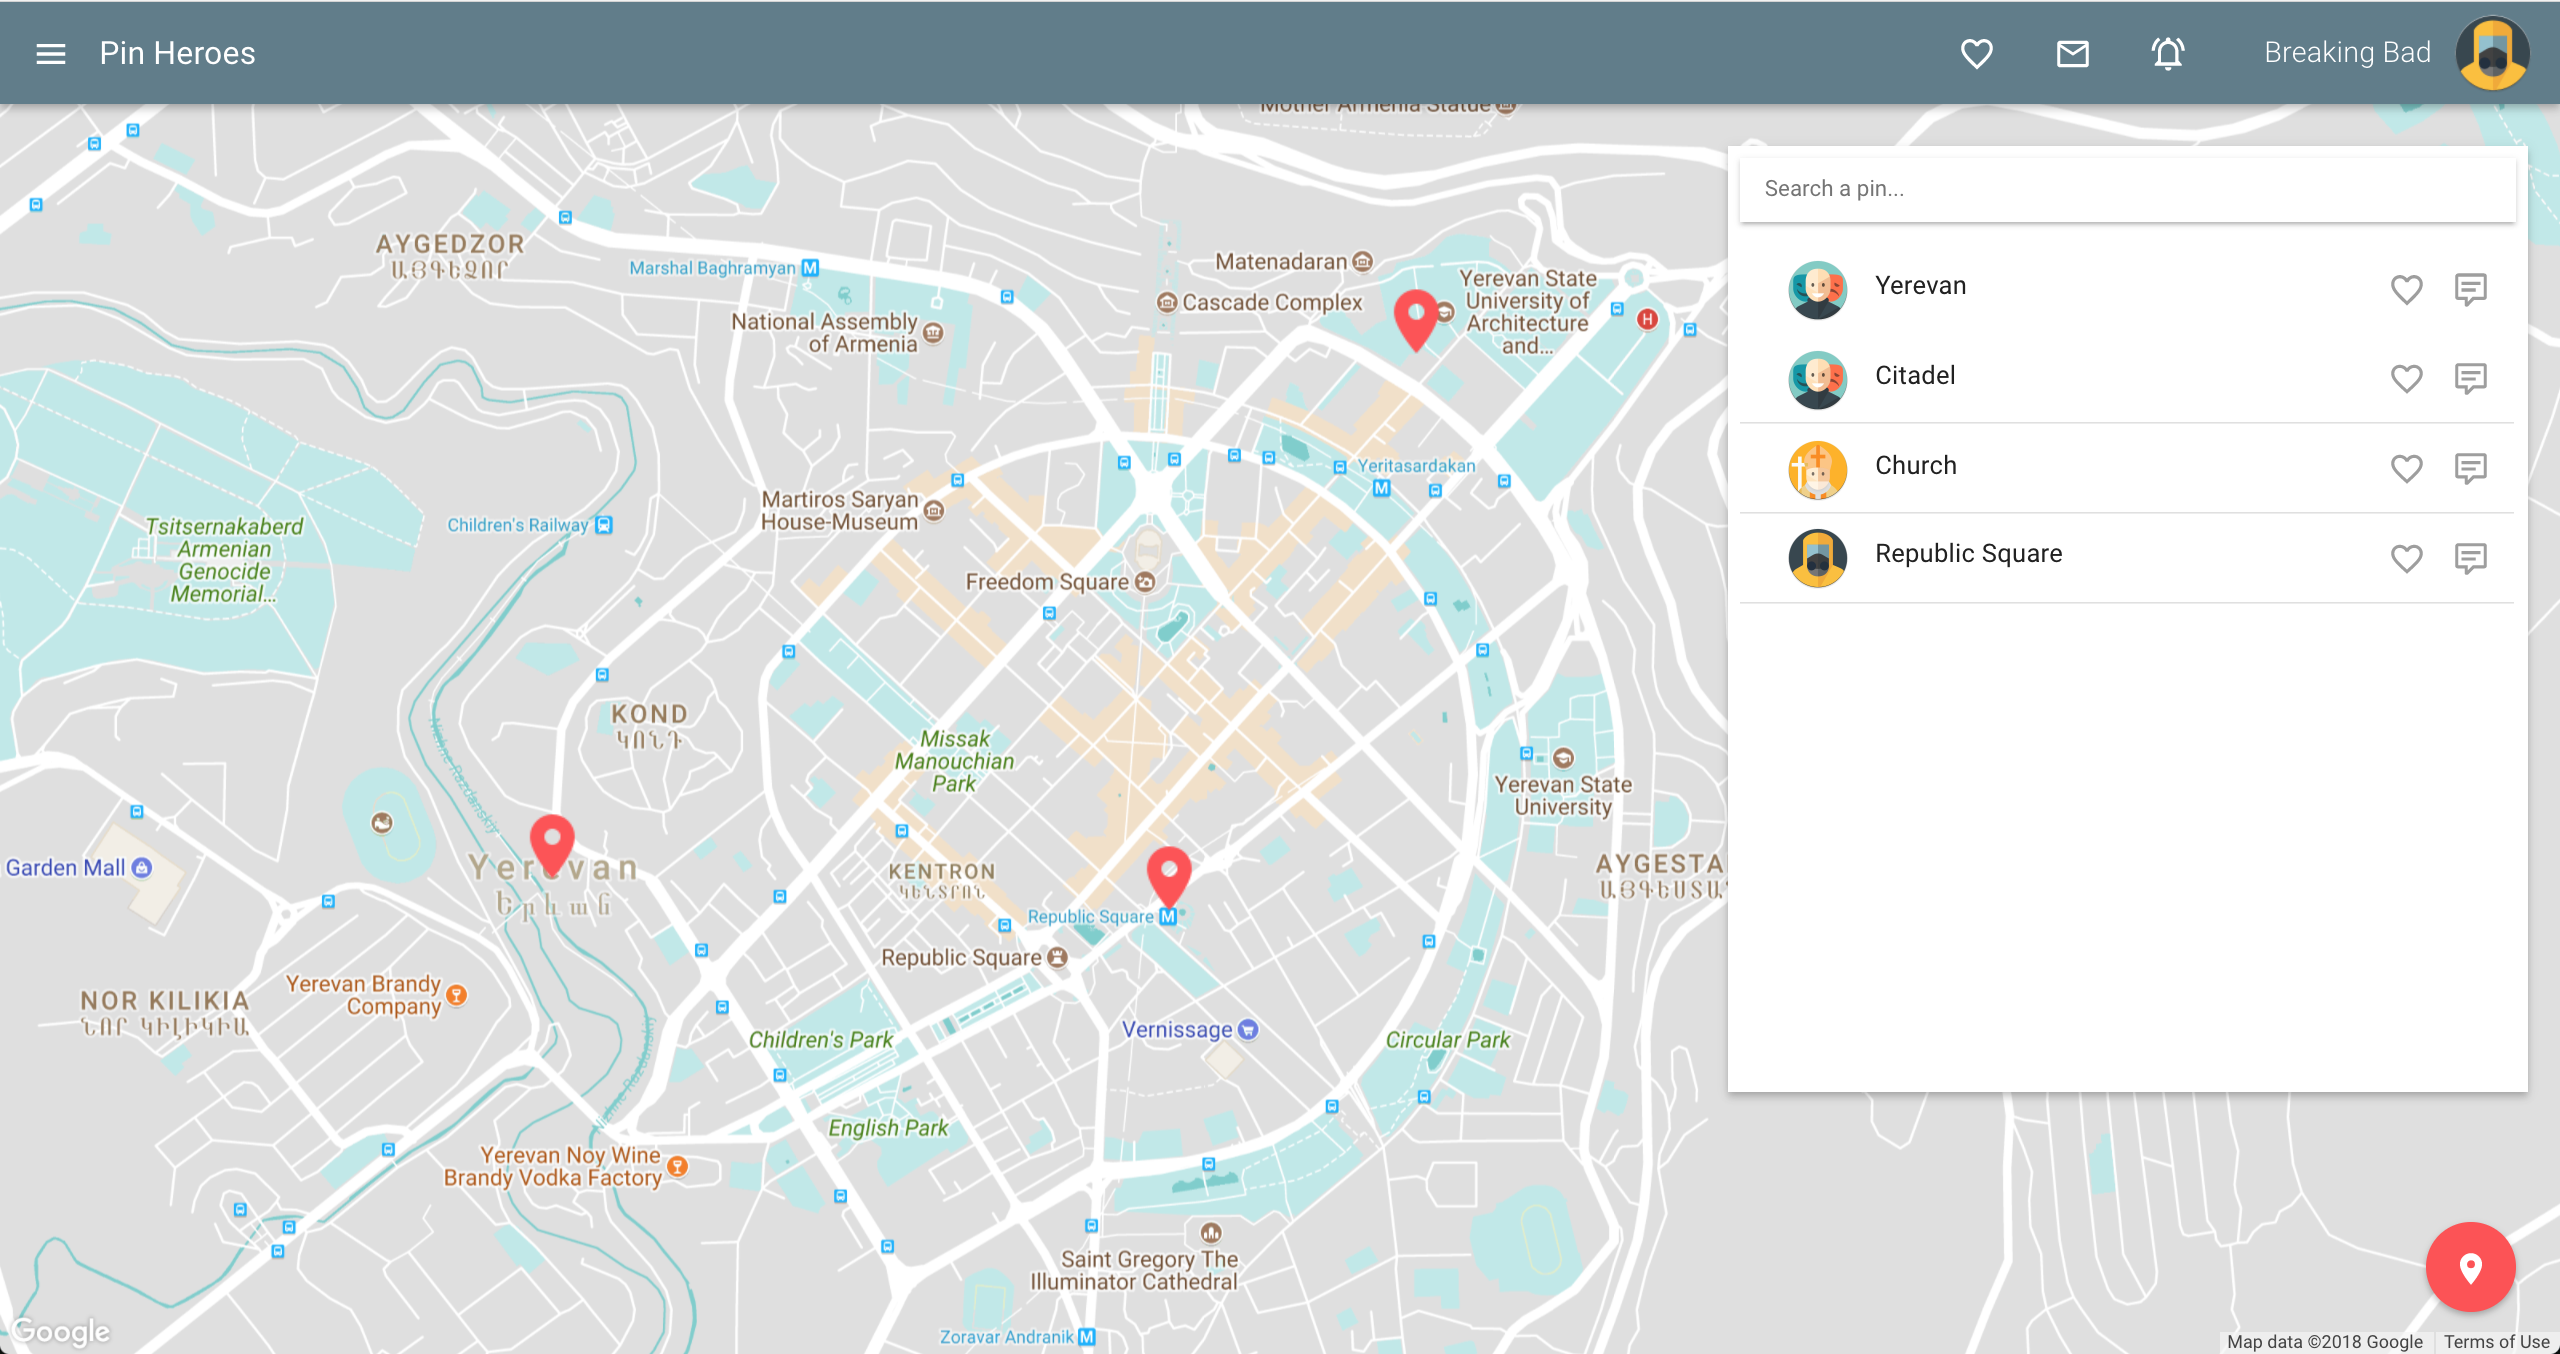 Pin Heroes
Breaking Bad
Mother Armenia Statue
Search a pin...
Yerevan
Citadel
Church
Republic Square
AYGEDZOR
ԱՅԳԵՁՈՐ
Marshal Baghramyan M
National Assembly
of Armenia
Matenadaran
Cascade Complex
Yerevan State
University of
Architecture
and...
H
Yeritasardakan
M
Martiros Saryan
House-Museum
Children's Railway
Tsitsernakaberd
Armenian
Genocide
Memorial...
Freedom Square
KOND
ԿՈՆԴ
Missak
Manouchian
Park
Nizhne Razdanskiy
Yerevan State
University
Garden Mall
Yerevan
Երևան
KENTRON
ԿԵՆՏՐՈՆ
AYGESTA
ԱՅԳԵՍՏԱ
Republic Square M
Republic Square
NOR KILIKIA
ՆՈՐ ԿԻԼԻԿԻԱ
Yerevan Brandy
Company
Vernissage
Children's Park
Circular Park
Nizhne Razdanskiy
English Park
Yerevan Noy Wine
Brandy Vodka Factory
Saint Gregory The
Illuminator Cathedral
Zoravar Andranik M
Google
Map data ©2018 Google
Terms of Use